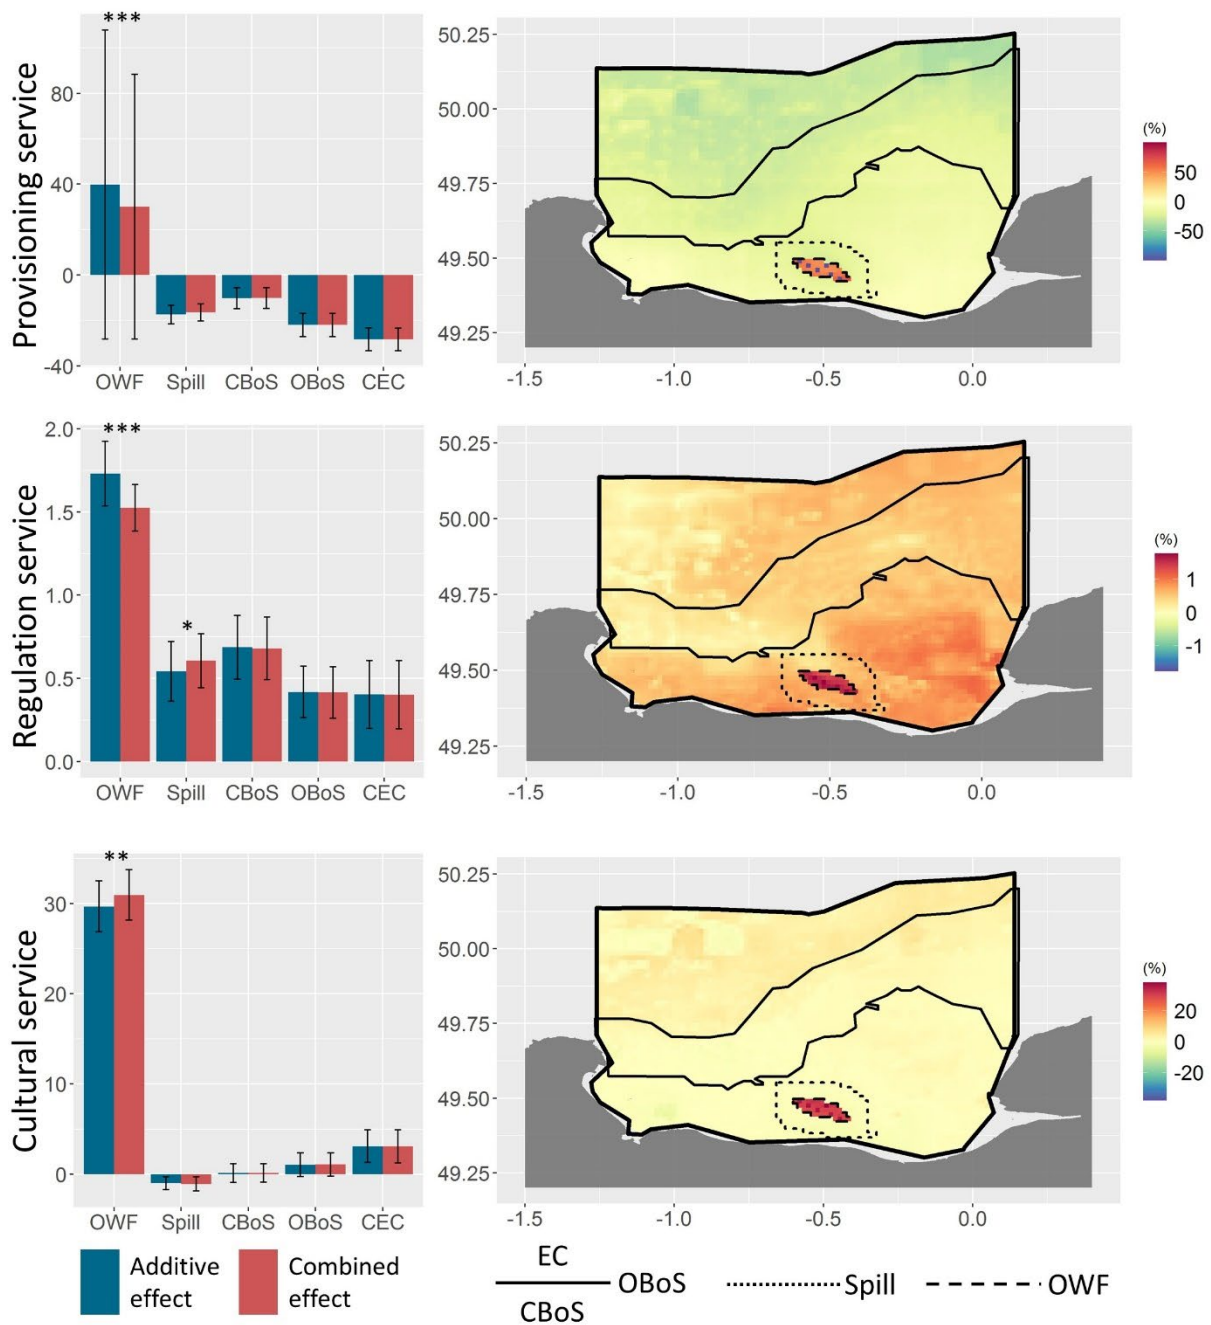 Provisioning service
80
40
0
-40
***
OWF Spill CBoS OBoS CEC
50.25
50.00
49.75
49.50
49.25
-1.5 -1.0 -0.5 0.0
(%)
50
0
-50
Regulation service
2.0
1.5
1.0
0.5
0.0
***
*
OWF Spill CBoS OBoS CEC
50.25
50.00
49.75
49.50
49.25
-1.5 -1.0 -0.5 0.0
(%)
1
0
-1
Cultural service
30
20
10
0
**
OWF Spill CBoS OBoS CEC
50.25
50.00
49.75
49.50
49.25
-1.5 -1.0 -0.5 0.0
(%)
20
0
-20
Additive
effect
Combined
effect
EC
OBoS
CBoS
Spill
OWF